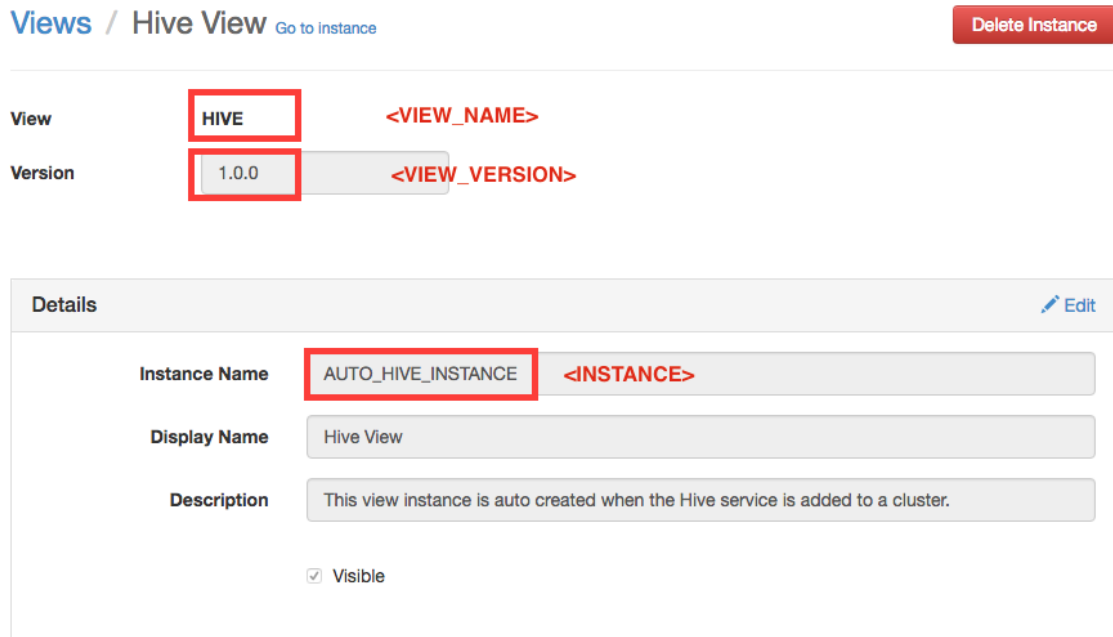 Views / Hive View Go to instance Delete Instance
View HIVE <VIEW_NAME>
Version 1.0.0 <VIEW_VERSION>
Details Edit
Instance Name AUTO_HIVE_INSTANCE <INSTANCE>
Display Name Hive View
Description This view instance is auto created when the Hive service is added to a cluster.
Visible